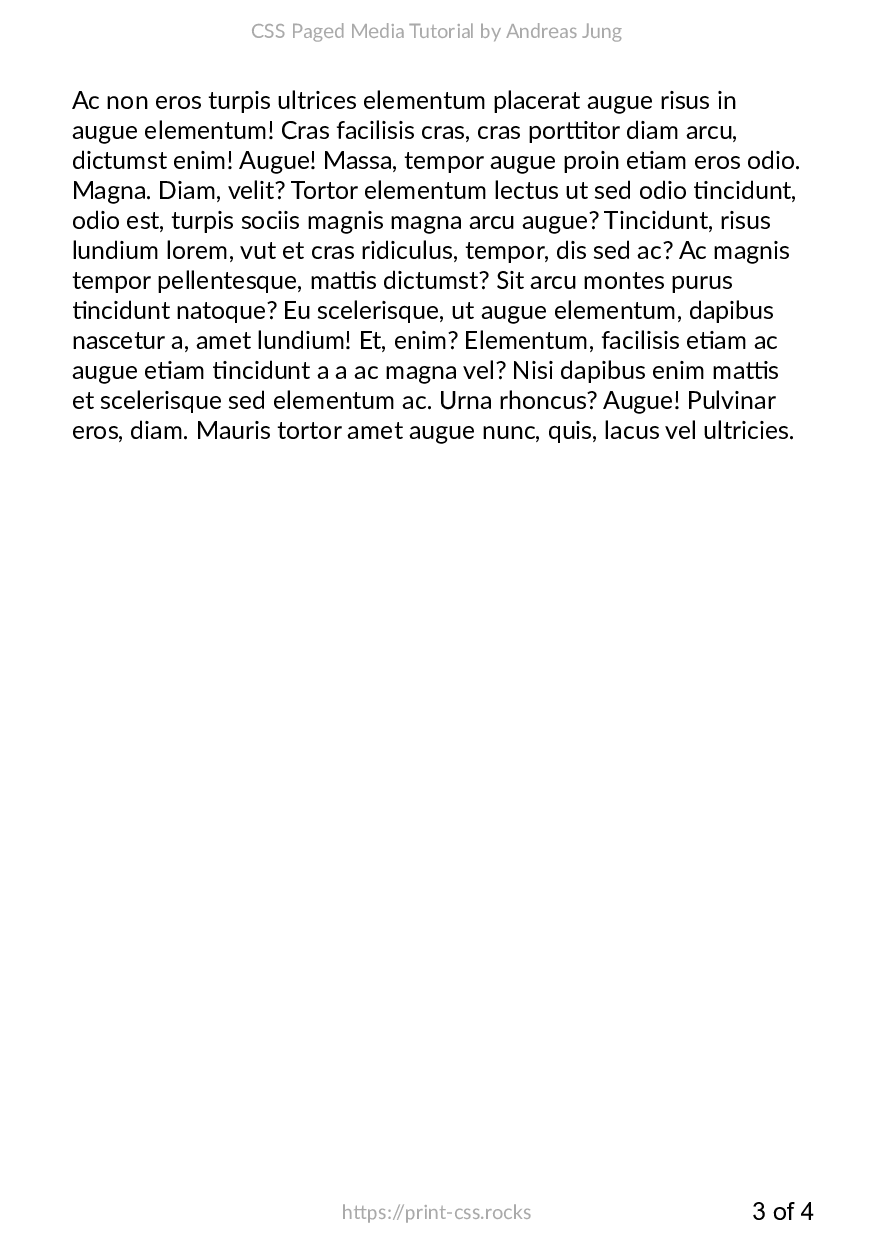 CSS Paged Media Tutorial by Andreas Jung
Ac non eros turpis ultrices elementum placerat augue risus in
augue elementum! Cras facilisis cras, cras porttitor diam arcu,
dictumst enim! Augue! Massa, tempor augue proin etiam eros odio.
Magna. Diam, velit? Tortor elementum lectus ut sed odio tincidunt,
odio est, turpis sociis magnis magna arcu augue? Tincidunt, risus
lundium lorem, vut et cras ridiculus, tempor, dis sed ac? Ac magnis
tempor pellentesque, mattis dictumst? Sit arcu montes purus
tincidunt natoque? Eu scelerisque, ut augue elementum, dapibus
nascetur a, amet lundium! Et, enim? Elementum, facilisis etiam ac
augue etiam tincidunt a a ac magna vel? Nisi dapibus enim mattis
et scelerisque sed elementum ac. Urna rhoncus? Augue! Pulvinar
eros, diam. Mauris tortor amet augue nunc, quis, lacus vel ultricies.
https://print-css.rocks
3 of 4